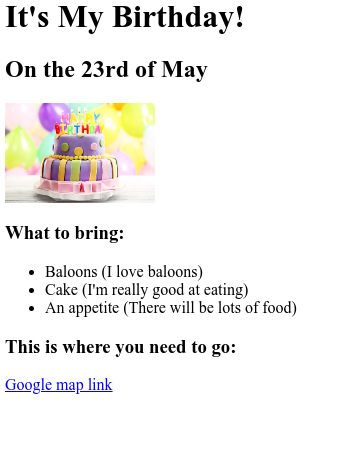 It's My Birthday!
On the 23rd of May
HAPPY
BIRTHDAY
What to bring:
Baloons (I love baloons)
Cake (I'm really good at eating)
An appetite (There will be lots of food)
This is where you need to go:
Google map link